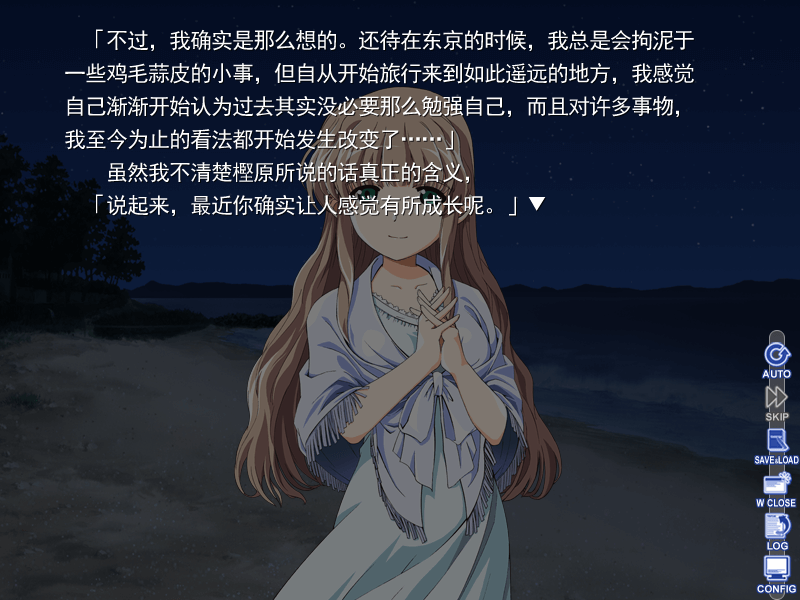 「不过，我确实是那么想的。还待在东京的时候，我总是会拘泥于
一些鸡毛蒜皮的小事，但自从开始旅行来到如此遥远的地方，我感觉
自己渐渐开始认为过去其实没必要那么勉强自己，而且对许多事物，
我至今为止的看法都开始发生改变了……」
虽然我不清楚樫原所说的话真正的含义，
「说起来，最近你确实让人感觉有所成长呢。」▼
AUTO
SKIP
SAVE&LOAD
W CLOSE
LOG
CONFIG